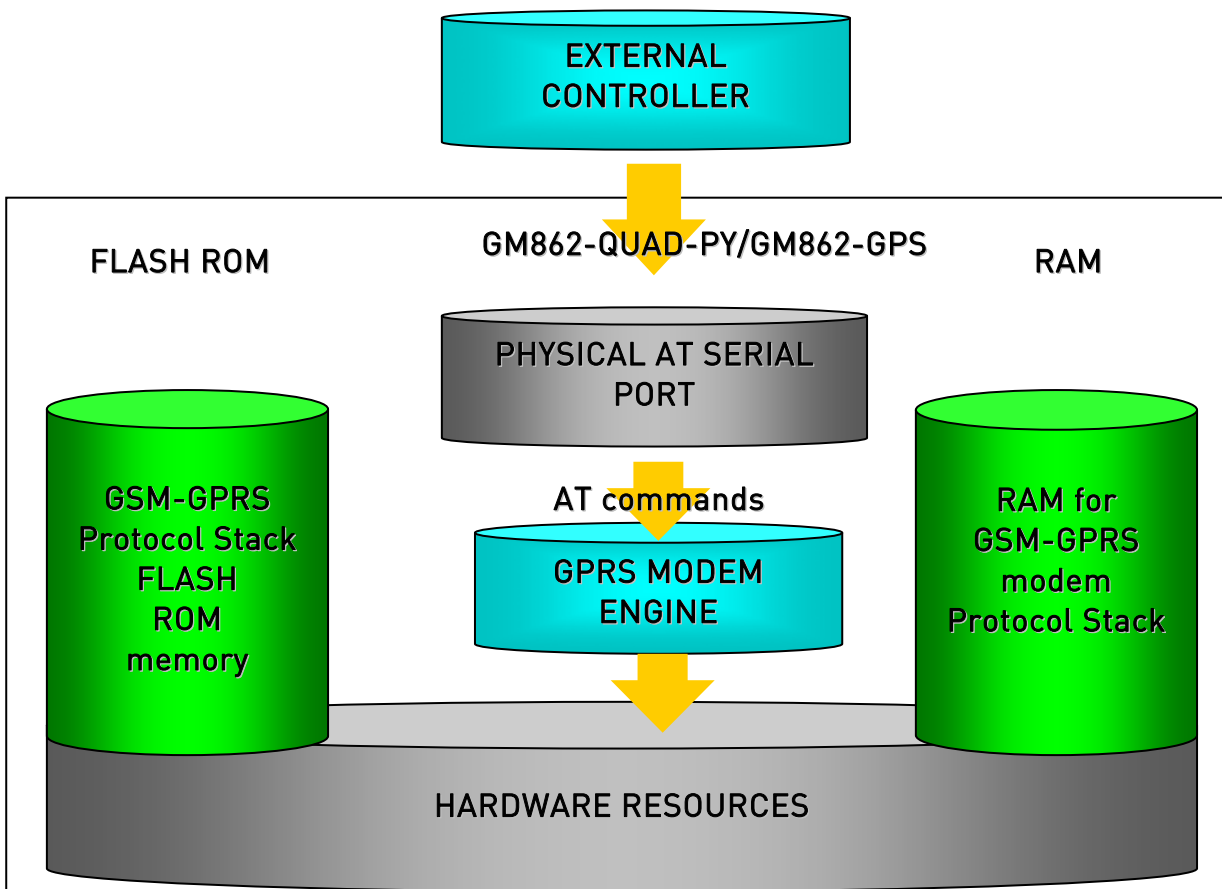 EXTERNAL
CONTROLLER
GM862-QUAD-PY/GM862-GPS
FLASH ROM
RAM
PHYSICAL AT SERIAL
PORT
GSM-GPRS
Protocol Stack
FLASH
ROM
memory
AT commands
GPRS MODEM
ENGINE
RAM for
GSM-GPRS
modem
Protocol Stack
HARDWARE RESOURCES